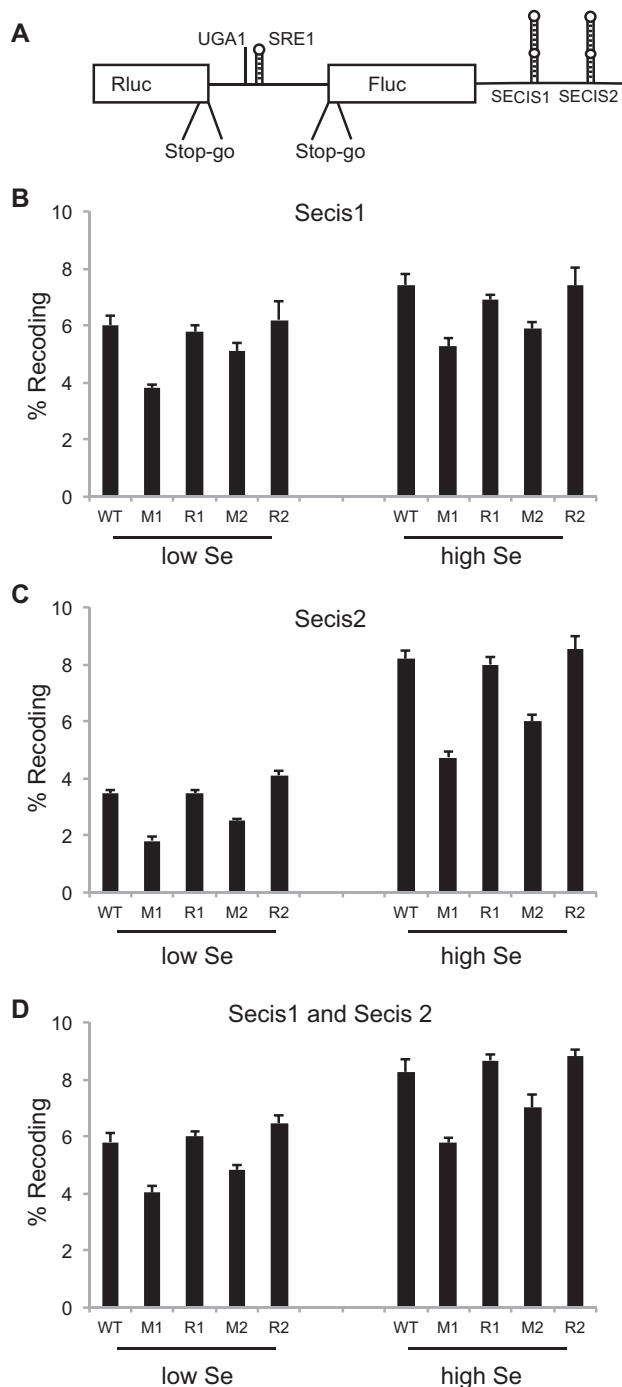 A
UGA1 SRE1
Rluc
Fluc
SECIS1 SECIS2
Stop-go Stop-go
B
Secis1
% Recoding
10
8
6
4
2
0
WT M1 R1 M2 R2 WT M1 R1 M2 R2
low Se high Se
C
Secis2
% Recoding
10
8
6
4
2
0
WT M1 R1 M2 R2 WT M1 R1 M2 R2
low Se high Se
D
Secis1 and Secis 2
% Recoding
10
8
6
4
2
0
WT M1 R1 M2 R2 WT M1 R1 M2 R2
low Se high Se